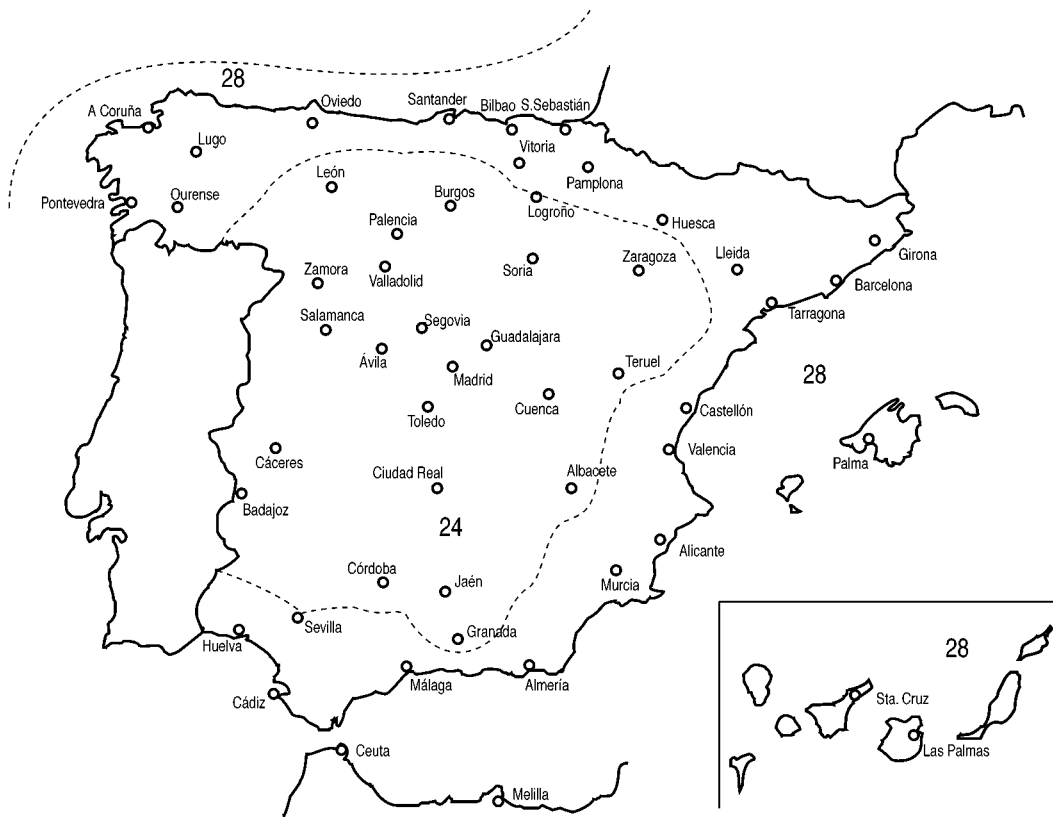 28
A Coruña
Oviedo
Santander
Bilbao S.Sebastián
Lugo
Vitoria
Pamplona
León
Pontevedra
Ourense
Burgos
Logroño
Palencia
Huesca
Girona
Soria
Zaragoza
Lleida
Zamora
Valladolid
Barcelona
Tarragona
Salamanca
Segovia
Guadalajara
Ávila
Madrid
Teruel
28
Toledo
Cuenca
Castellón
Valencia
Palma
Cáceres
Ciudad Real
Albacete
Badajoz
24
Alicante
Córdoba
Jaén
Murcia
Sevilla
Huelva
Granada
28
Málaga
Almería
Cádiz
Sta. Cruz
Las Palmas
Ceuta
Melilla